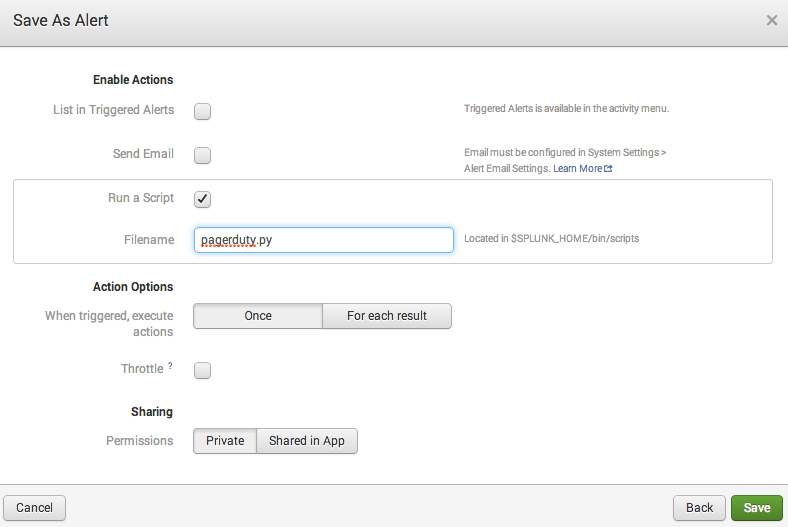 Save As Alert ×
Enable Actions
List in Triggered Alerts
Triggered Alerts is available in the activity menu.
Send Email
Email must be configured in System Settings >
Alert Email Settings. Learn More
Run a Script
Filename
pagerduty.py
Located in $SPLUNK_HOME/bin/scripts
Action Options
When triggered, execute
actions
Once
For each result
Throttle ?
Sharing
Permissions
Private
Shared in App
Cancel
Back
Save